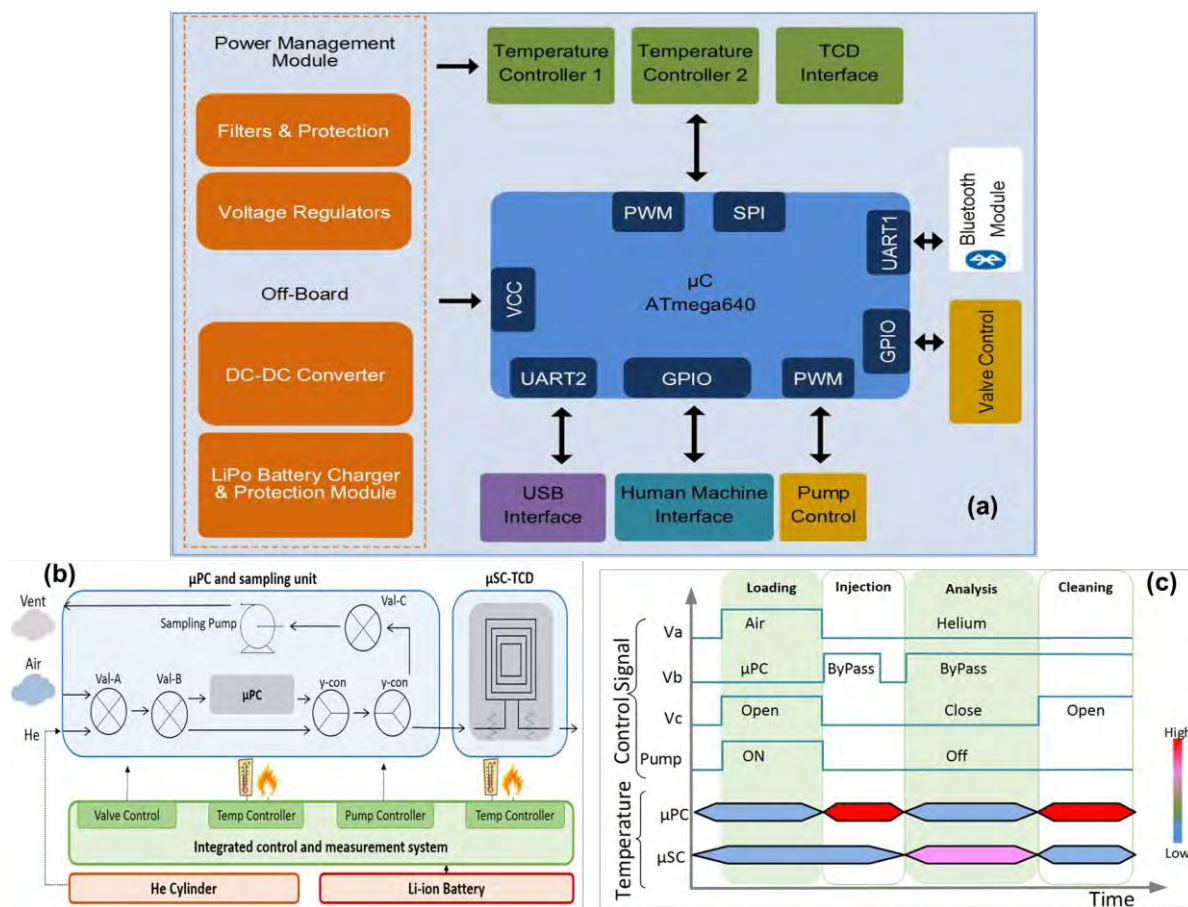 Power Management
Module
Filters & Protection
Voltage Regulators
Off-Board
DC-DC Converter
LiPo Battery Charger
& Protection Module
Temperature
Controller 1
Temperature
Controller 2
TCD
Interface
PWM
SPI
UART1
Bluetooth
Module
VCC
µC
ATmega640
GPIO
Valve Control
UART2
GPIO
PWM
USB
Interface
Human Machine
Interface
Pump
Control
(a)
(b)
µPC and sampling unit
µSC-TCD
Vent
Sampling Pump
Val-C
Air
Val-A
Val-B
µPC
y-con
y-con
He
Valve Control
Temp Controller
Pump Controller
Temp Controller
Integrated control and measurement system
He Cylinder
Li-ion Battery
(c)
Loading
Injection
Analysis
Cleaning
Control Signal
Va
Air
Helium
Vb
µPC
ByPass
ByPass
Vc
Open
Close
Open
Pump
ON
Off
Temperature
µPC
µSC
High
Low
Time